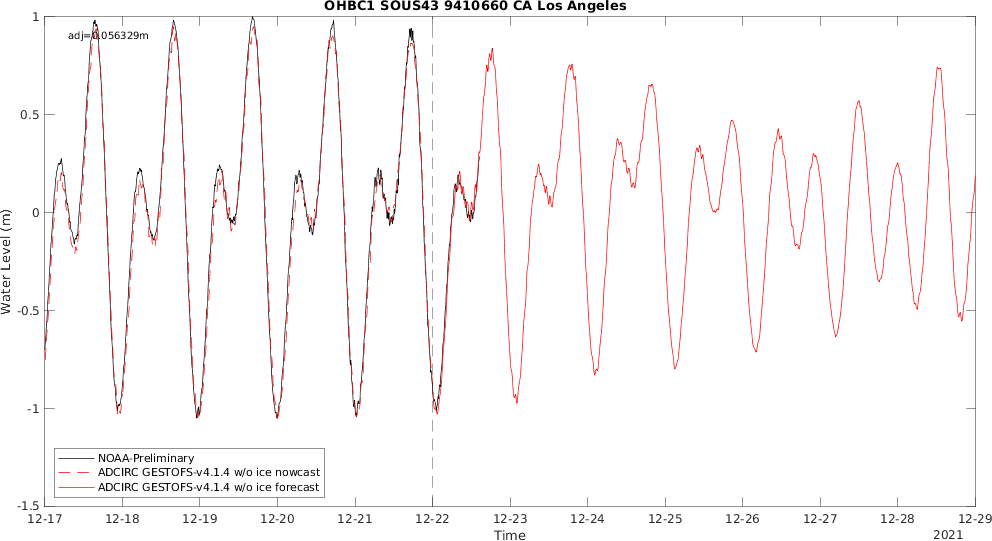 OHBC1 SOUS43 9410660 CA Los Angeles
1
adj=0.056329m
0.5
0
-0.5
-1
-1.5
Water Level (m)
NOAA-Preliminary
ADCIRC GESTOFS-v4.1.4 w/o ice nowcast
ADCIRC GESTOFS-v4.1.4 w/o ice forecast
12-17 12-18 12-19 12-20 12-21 12-22 12-23 12-24 12-25 12-26 12-27 12-28 12-29
Time
2021